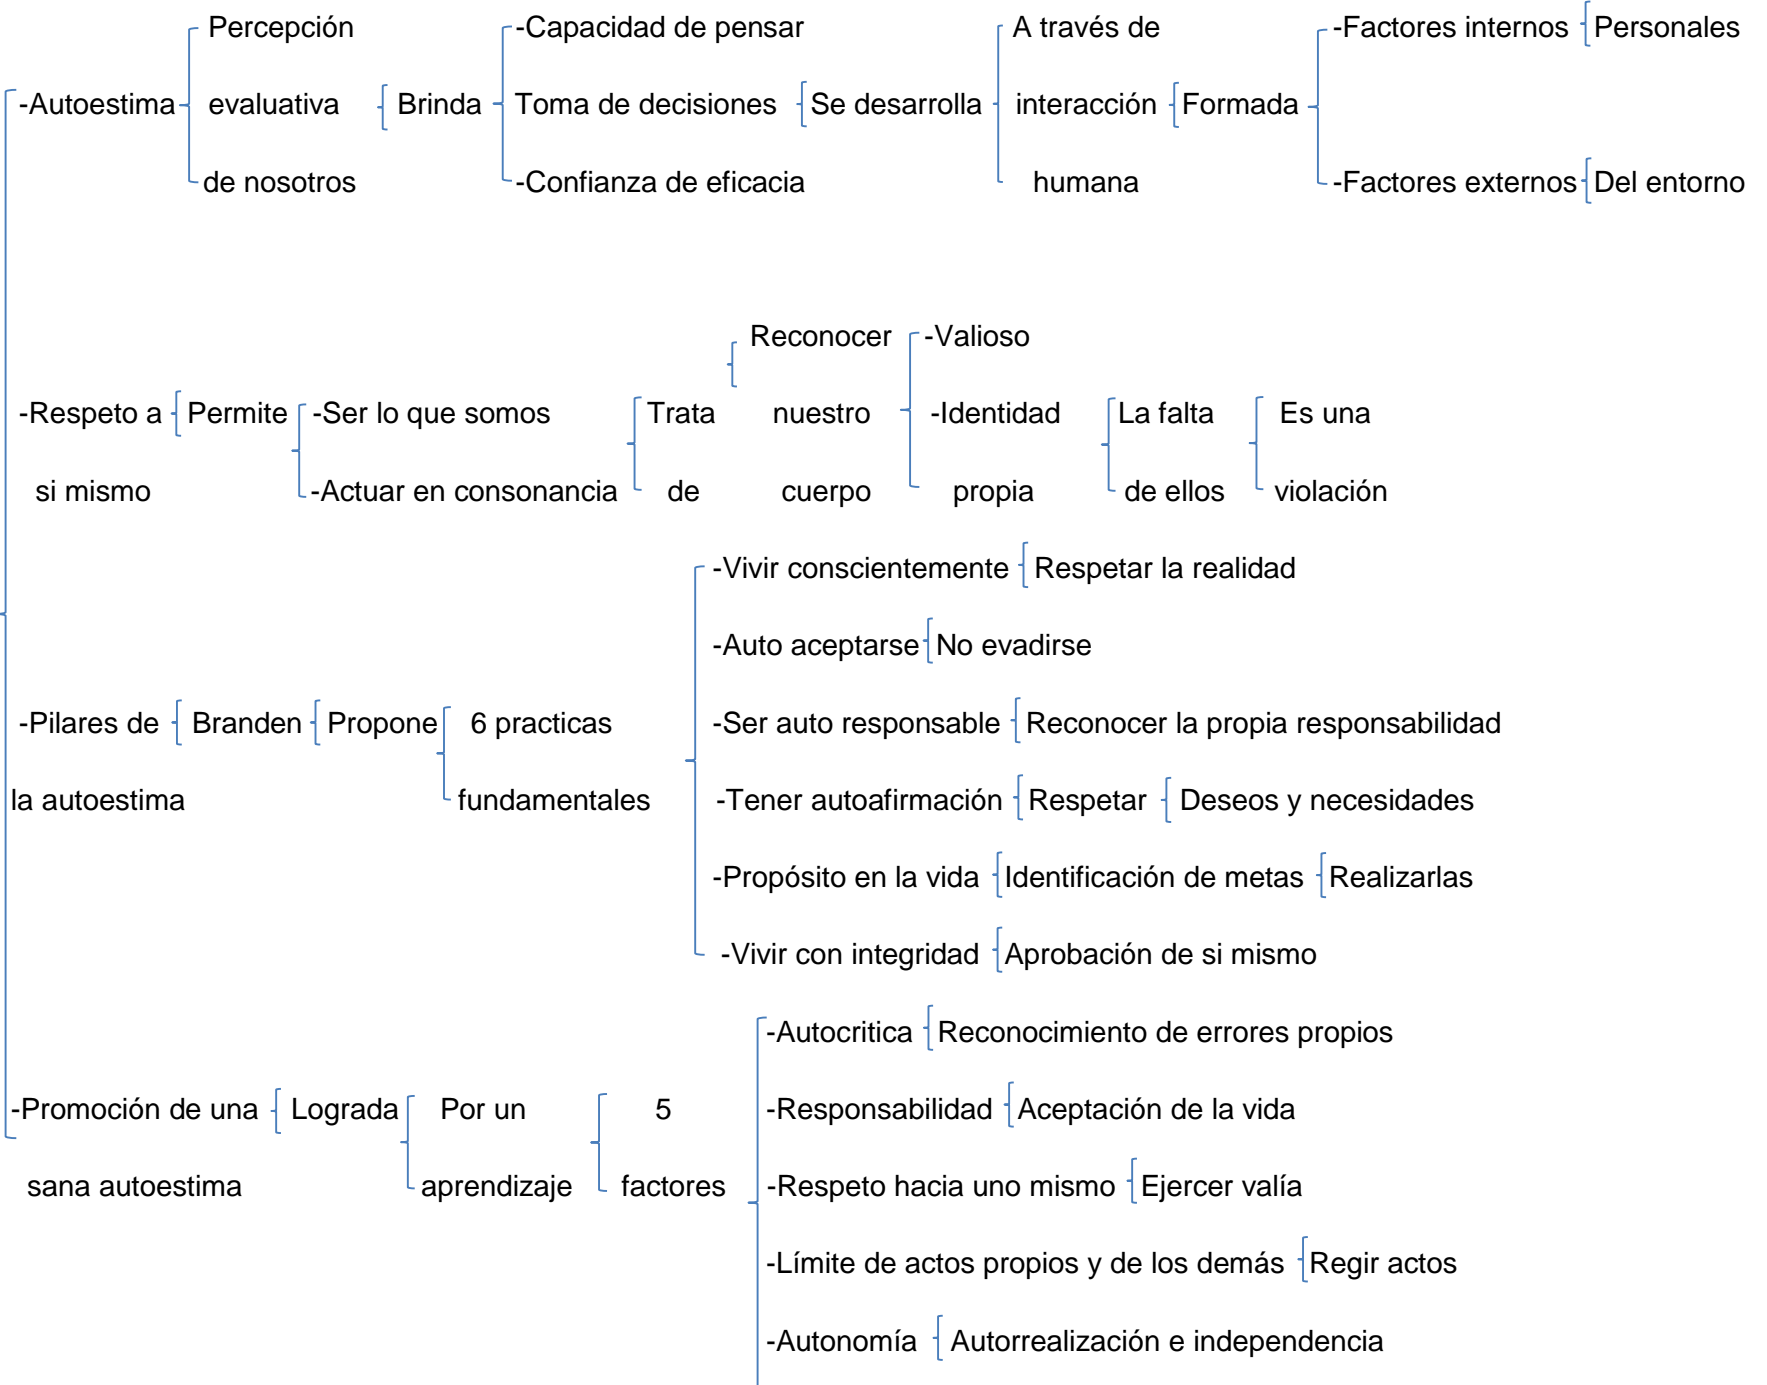 Percepción -Capacidad de pensar A través de -Factores internos Personales
-Autoestima evaluativa Brinda Toma de decisiones Se desarrolla interacción Formada
de nosotros -Confianza de eficacia humana -Factores externos Del entorno
Reconocer -Valioso
-Respeto a Permite -Ser lo que somos Trata nuestro -Identidad La falta Es una
si mismo -Actuar en consonancia de cuerpo propia de ellos violación
-Vivir conscientemente Respetar la realidad
-Auto aceptarse No evadirse
-Pilares de Branden Propone 6 practicas -Ser auto responsable Reconocer la propia responsabilidad
la autoestima fundamentales -Tener autoafirmación Respetar Deseos y necesidades
-Propósito en la vida Identificación de metas Realizarlas
-Vivir con integridad Aprobación de si mismo
-Autocritica Reconocimiento de errores propios
-Promoción de una Lograda Por un 5 -Responsabilidad Aceptación de la vida
sana autoestima aprendizaje factores -Respeto hacia uno mismo Ejercer valía
-Límite de actos propios y de los demás Regir actos
-Autonomía Autorrealización e independencia